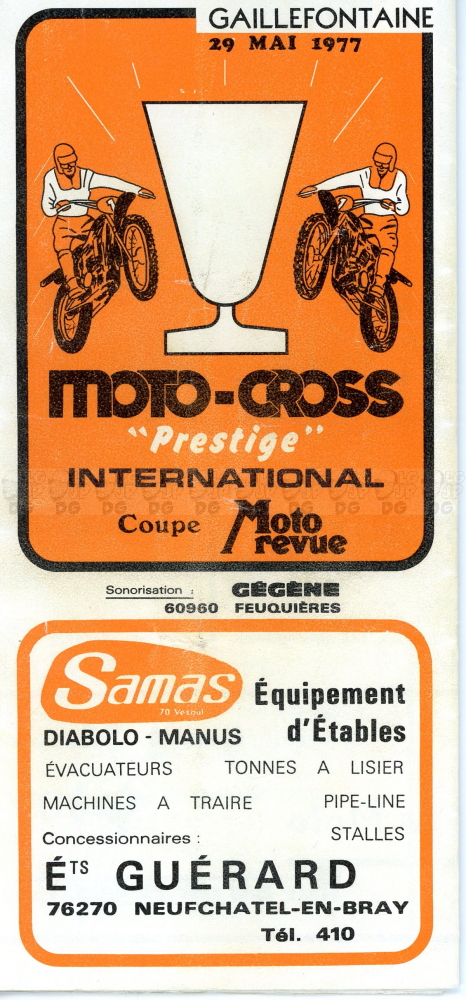 GAILLEFONTAINE
29 MAI 1977
MOTO-CROSS
"Prestige"
INTERNATIONAL
Coupe Moto revue
Sonorisation : GÉGÈNE
60960 FEUQUIÈRES
Samas
70 Vesoul
Équipement
d'Étables
DIABOLO - MANUS
ÉVACUATEURS TONNES A LISIER
MACHINES A TRAIRE PIPE-LINE
STALLES
Concessionnaires :
ÉTS GUÉRARD
76270 NEUFCHATEL-EN-BRAY
Tél. 410